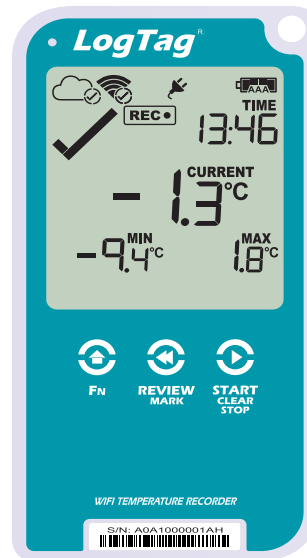 LogTag®
AAA
REC
TIME
13:46
CURRENT
-1.3°C
MIN
-9.4°C
MAX
1.8°C
FN
REVIEW
MARK
START
CLEAR
STOP
WIFI TEMPERATURE RECORDER
S/N: A0A1000001AH